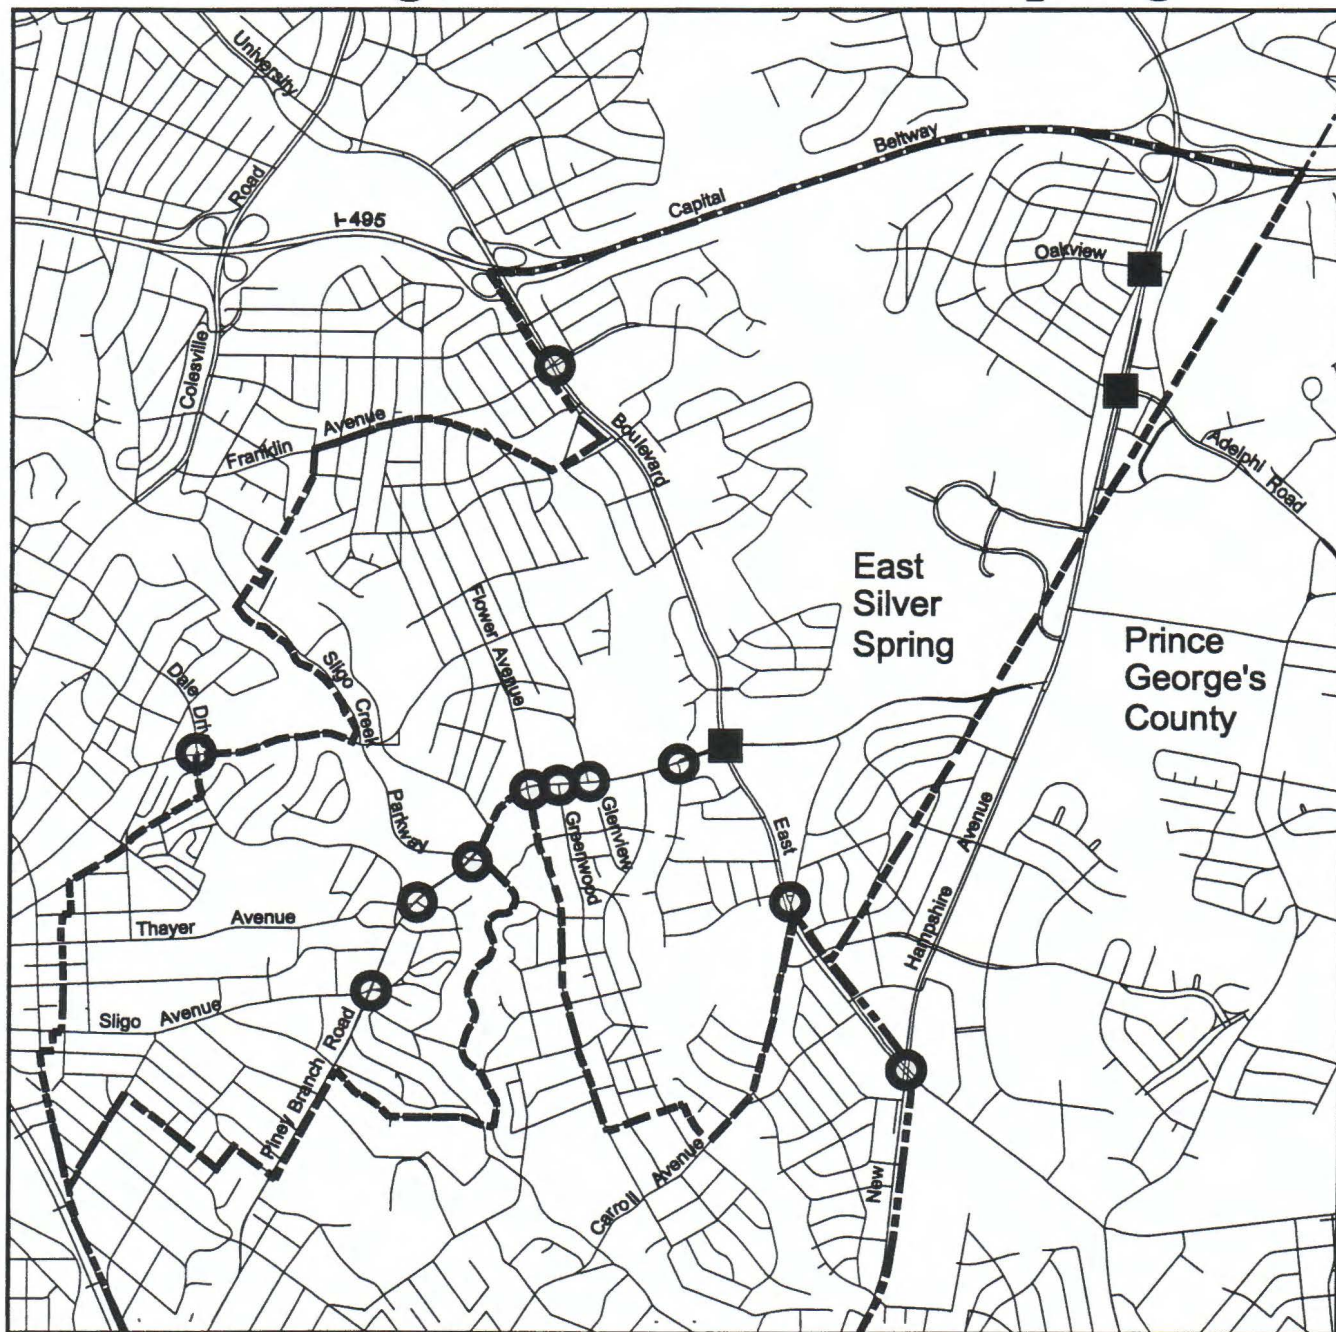 University
Road
I-495
Capital
Beltway
Oakview
Colesville
Franklin
Avenue
Boulevard
Adelphi Road
East
Silver
Spring
Prince
George's
County
Flower Avenue
Sligo Creek
Dale
Parkway
Greenwood
Glenview
East
Avenue
Hampshire
Thayer Avenue
Sligo Avenue
Piney Branch Road
Carroll Avenue
New